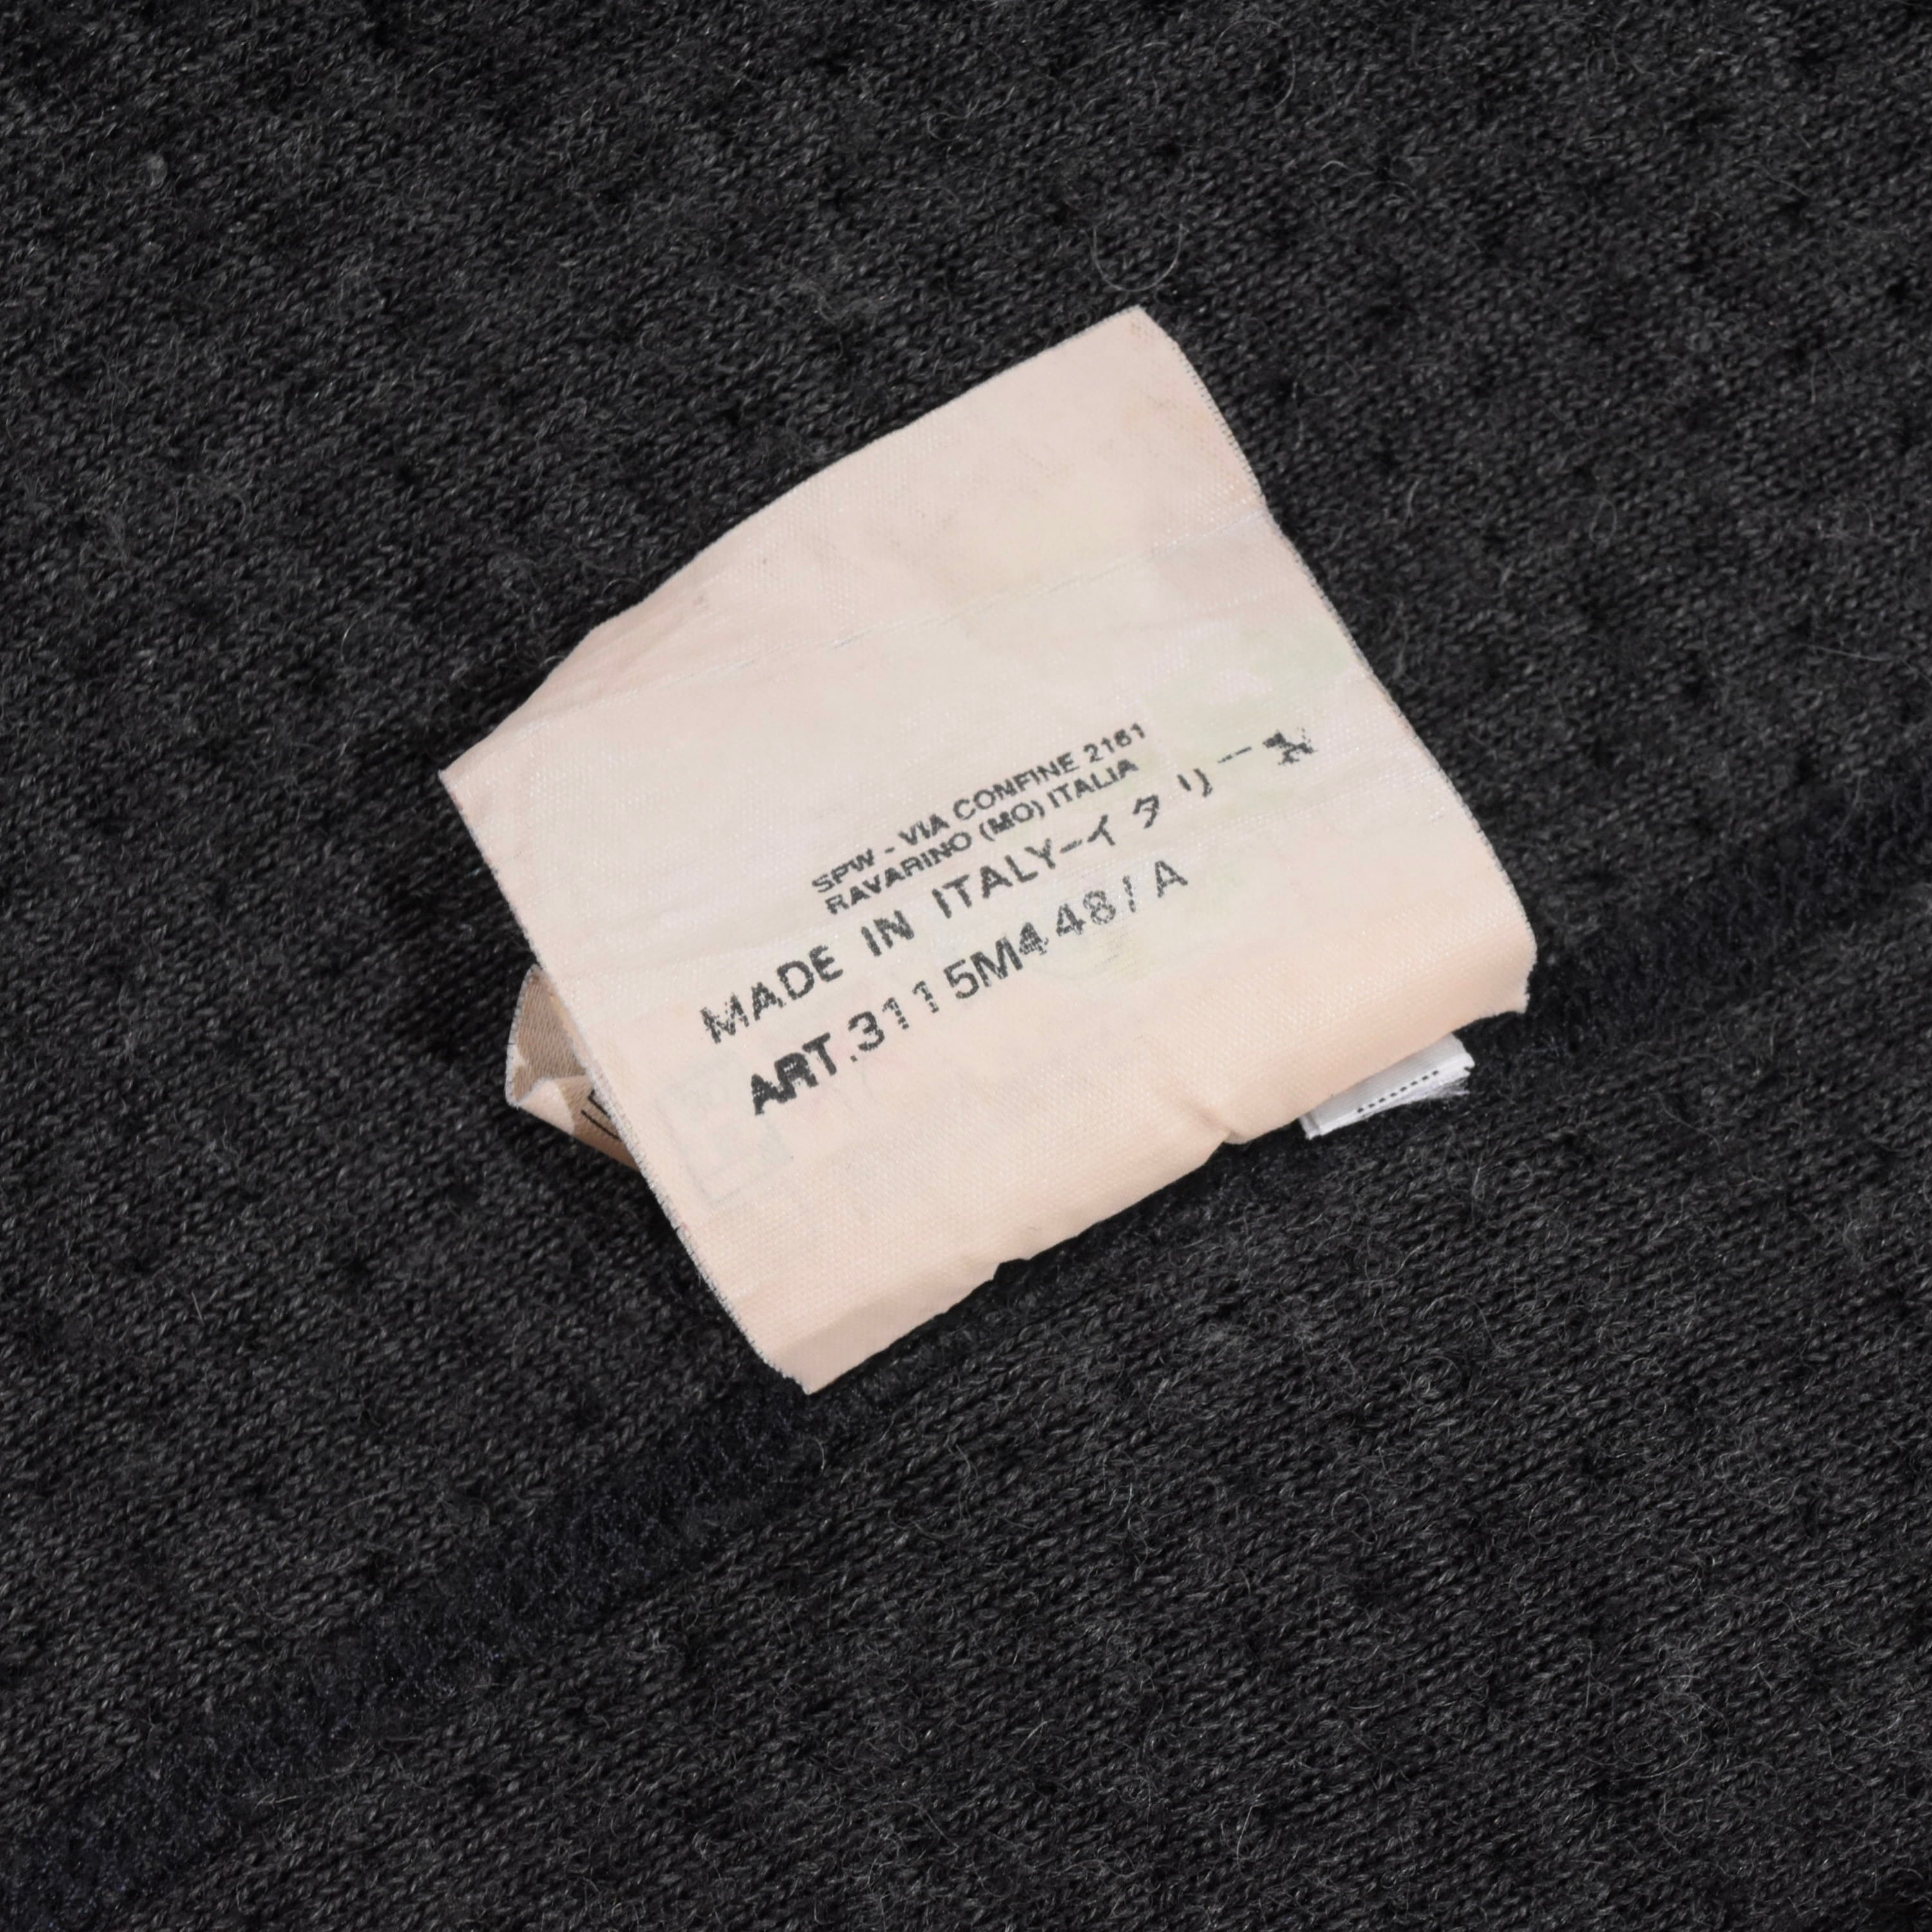 SPW - VIA CONFINE 2161
RAVARINO (MO) ITALIA
MADE IN ITALY-イタリー製
ART.3115M448/A